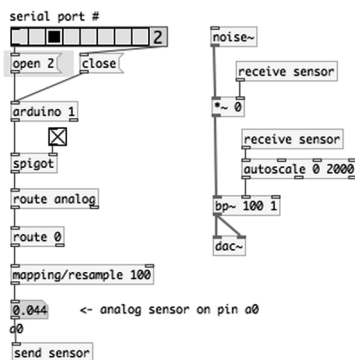 serial port #
2
open 2
close
arduino 1
spigot
route analog
route 0
mapping/resample 100
0.044
<- analog sensor on pin a0
a0
send sensor
noise~
receive sensor
*~ 0
receive sensor
autoscale 0 2000
bp~ 100 1
dac~